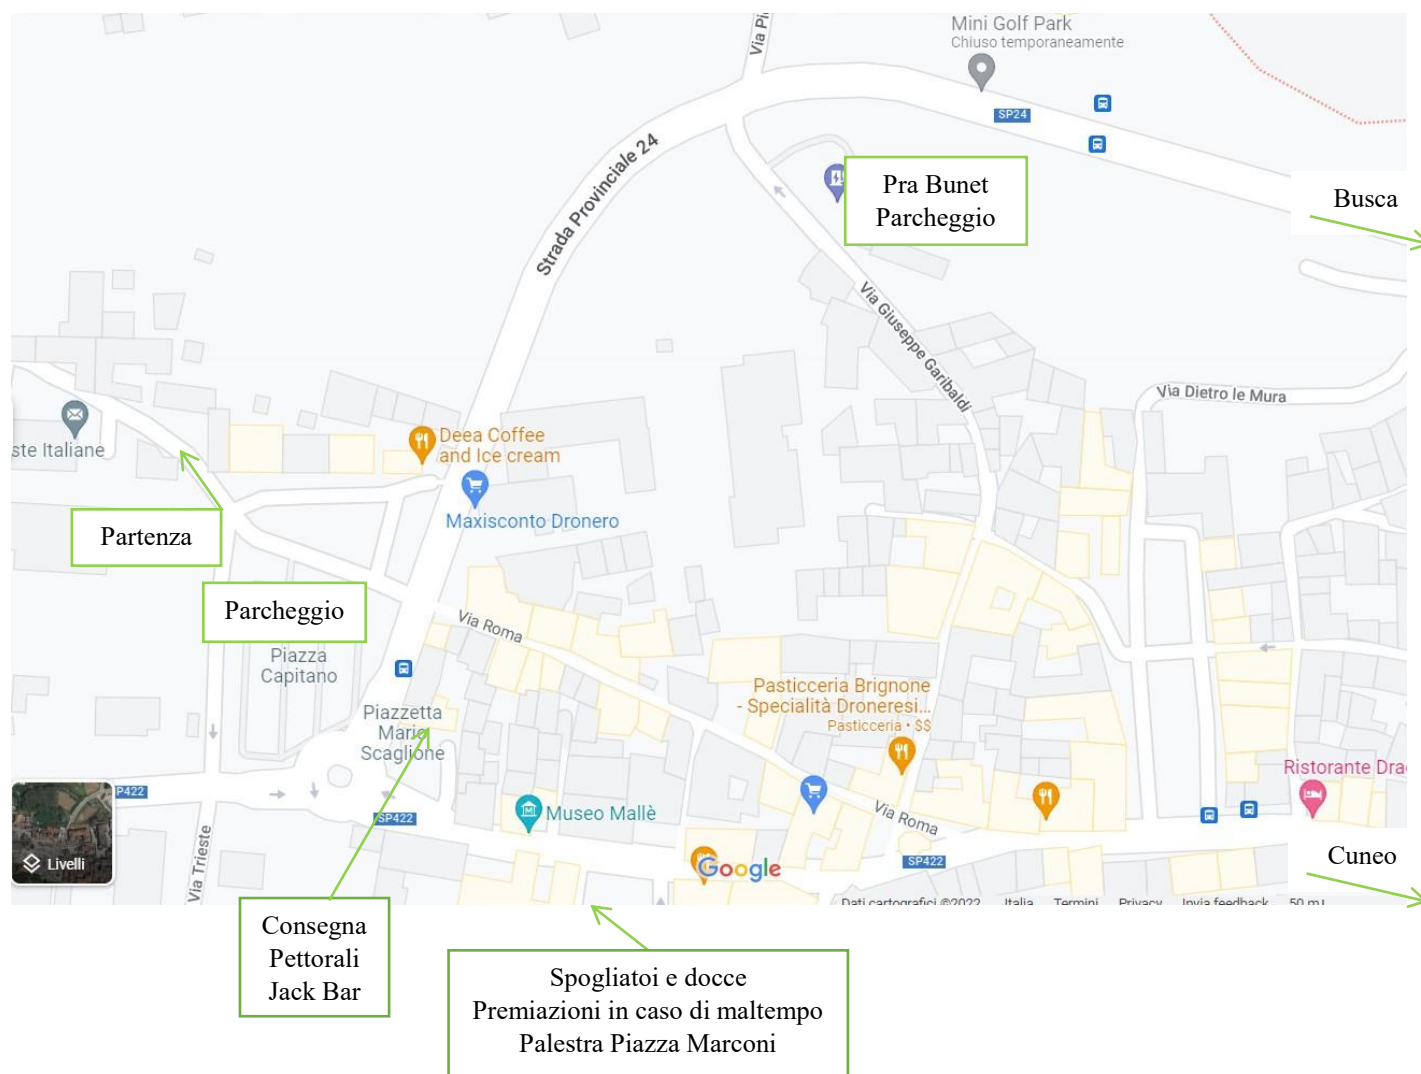 Mini Golf Park
Chiuso temporaneamente
Via Pi
SP24
Strada Provinciale 24
Pra Bunet
Parcheggio
Busca
Via Giuseppe Garibaldi
Via Dietro le Mura
ste Italiane
Deea Coffee
and Ice cream
Maxisconto Dronero
Partenza
Parcheggio
Via Roma
Piazza
Capitano
Piazzetta
Mario
Scaglione
Pasticceria Brignone
- Specialità Droneresi...
Pasticceria • $$
Ristorante Dra
P422
SP422
Museo Mallè
Via Roma
SP422
Livelli
Via Trieste
Google
Cuneo
Dati cartografici ©2022
Italia
Termini
Privacy
Invia feedback
50 m
Consegna
Pettorali
Jack Bar
Spogliatoi e docce
Premiazioni in caso di maltempo
Palestra Piazza Marconi